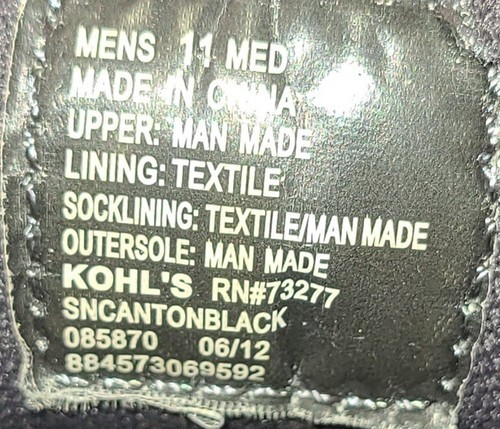 MENS 11 MED
MADE IN CHINA
UPPER: MAN MADE
LINING: TEXTILE
SOCKLINING: TEXTILE/MAN MADE
OUTERSOLE: MAN MADE
KOHL'S RN#73277
SNCANTONBLACK
085870 06/12
884573069592